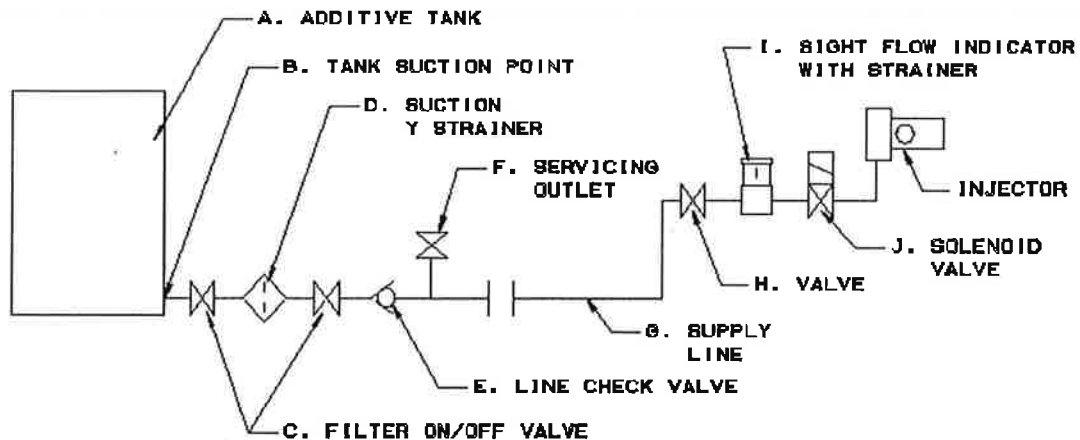 A. ADDITIVE TANK
B. TANK SUCTION POINT
D. SUCTION
Y STRAINER
F. SERVICING
OUTLET
I. SIGHT FLOW INDICATOR
WITH STRAINER
INJECTOR
J. SOLENOID
VALVE
H. VALVE
G. SUPPLY
LINE
E. LINE CHECK VALVE
C. FILTER ON/OFF VALVE